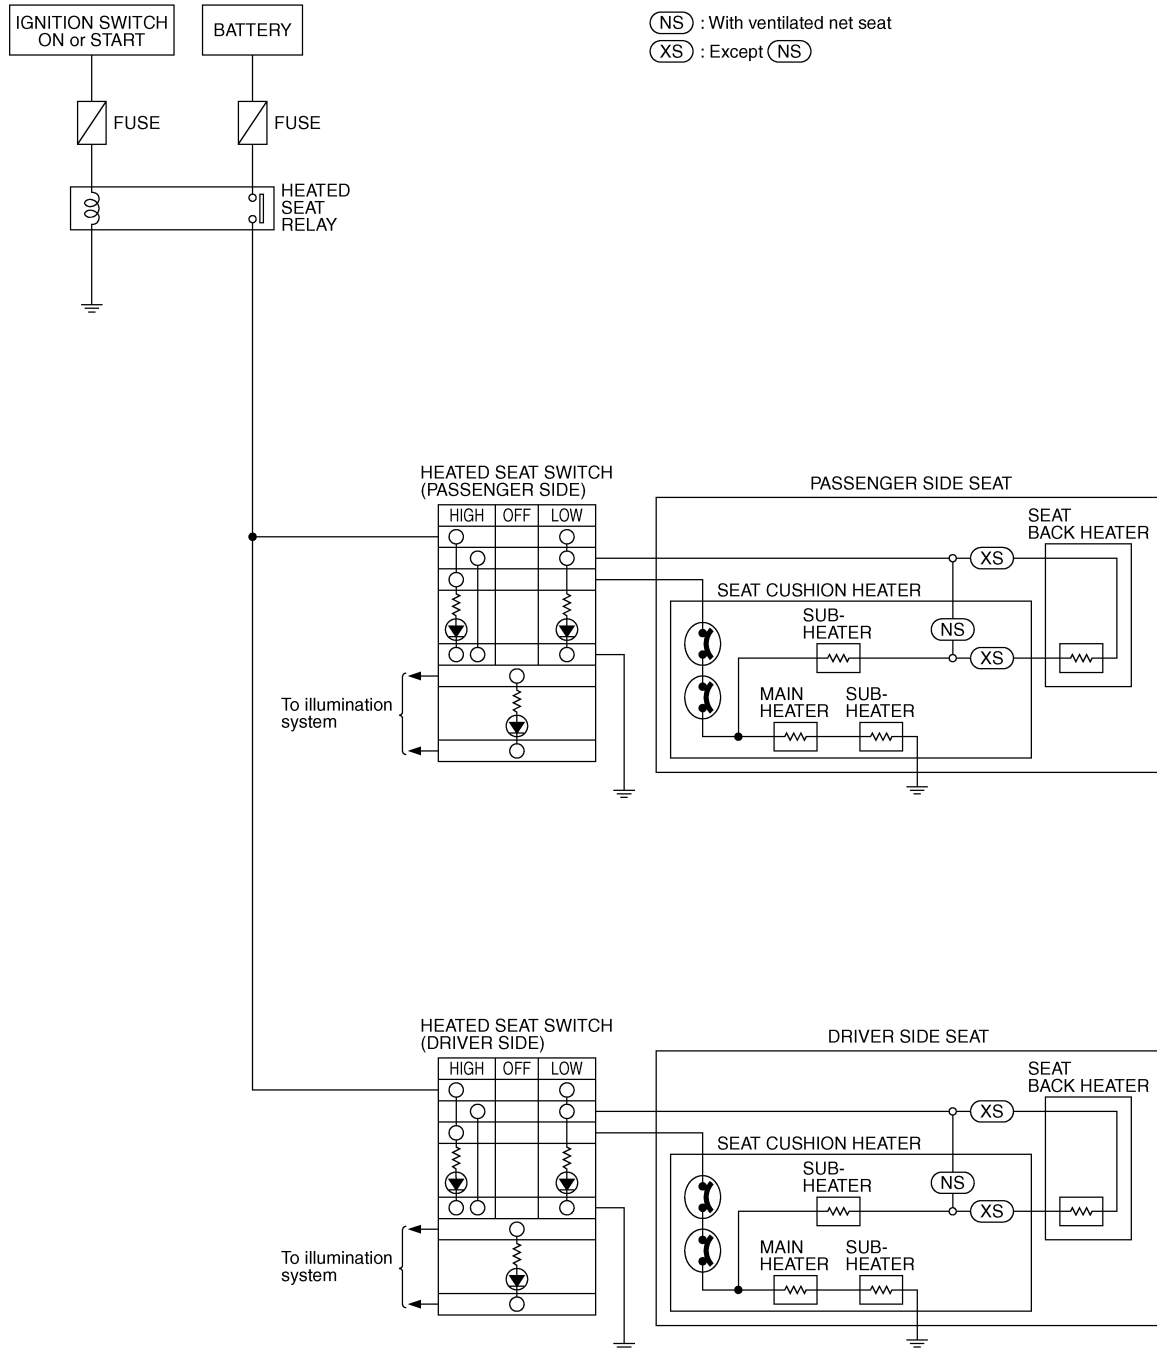 IGNITION SWITCH
ON or START
BATTERY
NS : With ventilated net seat
XS : Except NS
FUSE
FUSE
HEATED
SEAT
RELAY
HEATED SEAT SWITCH
(PASSENGER SIDE)
HIGH OFF LOW
To illumination
system
PASSENGER SIDE SEAT
SEAT
BACK HEATER
XS
SEAT CUSHION HEATER
SUB-
HEATER
NS
XS
MAIN
HEATER
SUB-
HEATER
HEATED SEAT SWITCH
(DRIVER SIDE)
HIGH OFF LOW
To illumination
system
DRIVER SIDE SEAT
SEAT
BACK HEATER
XS
SEAT CUSHION HEATER
SUB-
HEATER
NS
XS
MAIN
HEATER
SUB-
HEATER